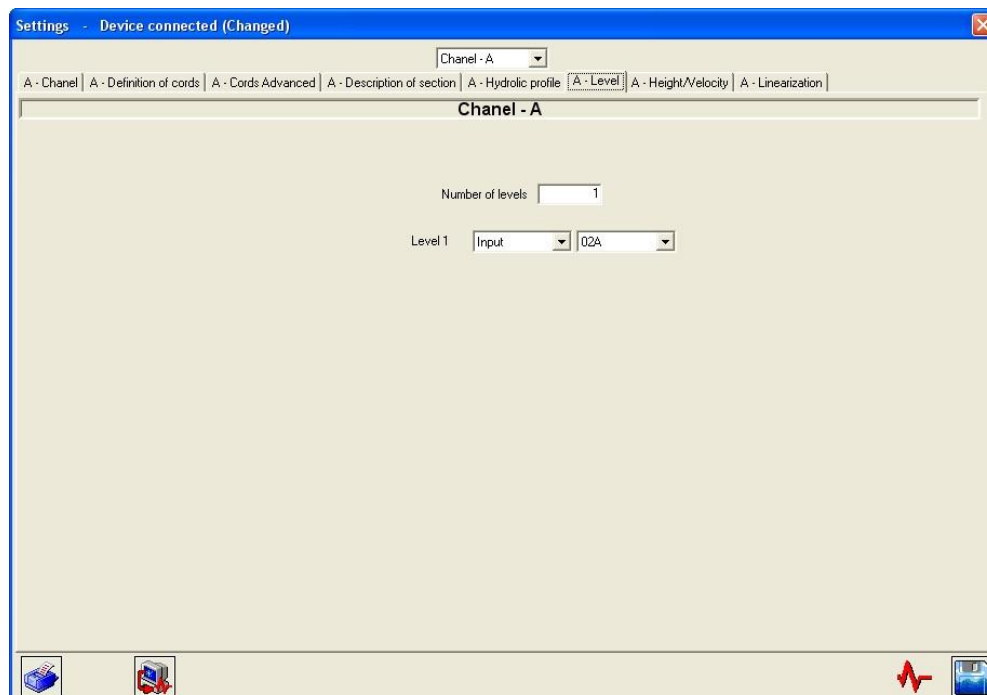 Settings - Device connected (Changed)
Chanel - A
A - Chanel A - Definition of cords A - Cords Advanced A - Description of section A - Hydrolic profile A - Level A - Height/Velocity A - Linearization
Chanel - A
Number of levels 1
Level 1 Input 02A